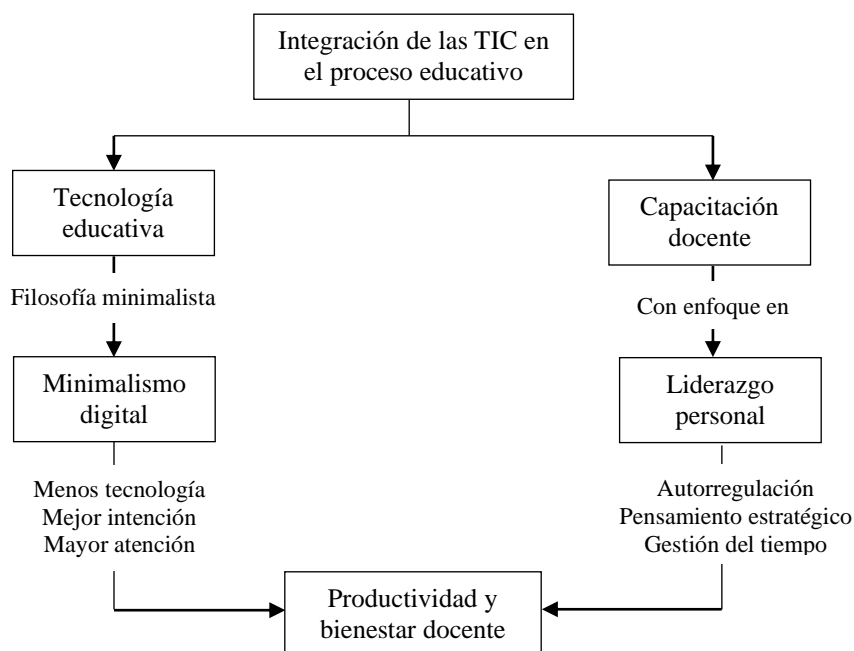 Integración de las TIC en
el proceso educativo
Tecnología
educativa
Filosofía minimalista
Minimalismo
digital
Menos tecnología
Mejor intención
Mayor atención
Capacitación
docente
Con enfoque en
Liderazgo
personal
Autorregulación
Pensamiento estratégico
Gestión del tiempo
Productividad y
bienestar docente